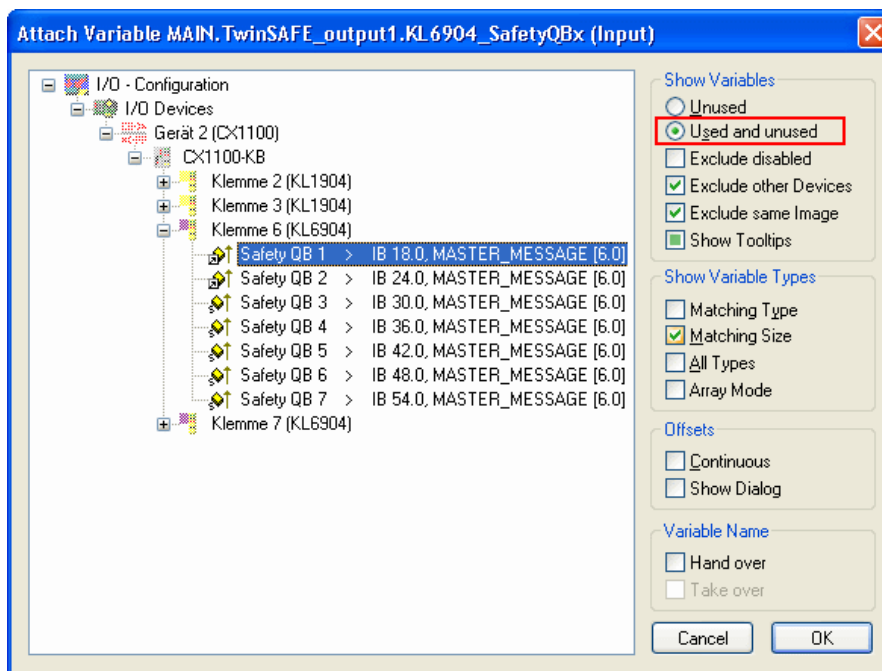 Attach Variable MAIN.TwinSAFE_output1.KL6904_SafetyQBx (Input)
I/O - Configuration
I/O Devices
Gerät 2 (CX1100)
CX1100-KB
Klemme 2 (KL1904)
Klemme 3 (KL1904)
Klemme 6 (KL6904)
Safety QB 1 > IB 18.0, MASTER_MESSAGE [6.0]
Safety QB 2 > IB 24.0, MASTER_MESSAGE [6.0]
Safety QB 3 > IB 30.0, MASTER_MESSAGE [6.0]
Safety QB 4 > IB 36.0, MASTER_MESSAGE [6.0]
Safety QB 5 > IB 42.0, MASTER_MESSAGE [6.0]
Safety QB 6 > IB 48.0, MASTER_MESSAGE [6.0]
Safety QB 7 > IB 54.0, MASTER_MESSAGE [6.0]
Klemme 7 (KL6904)
Show Variables
Unused
Used and unused
Exclude disabled
Exclude other Devices
Exclude same Image
Show Tooltips
Show Variable Types
Matching Type
Matching Size
All Types
Array Mode
Offsets
Continuous
Show Dialog
Variable Name
Hand over
Take over
Cancel
OK